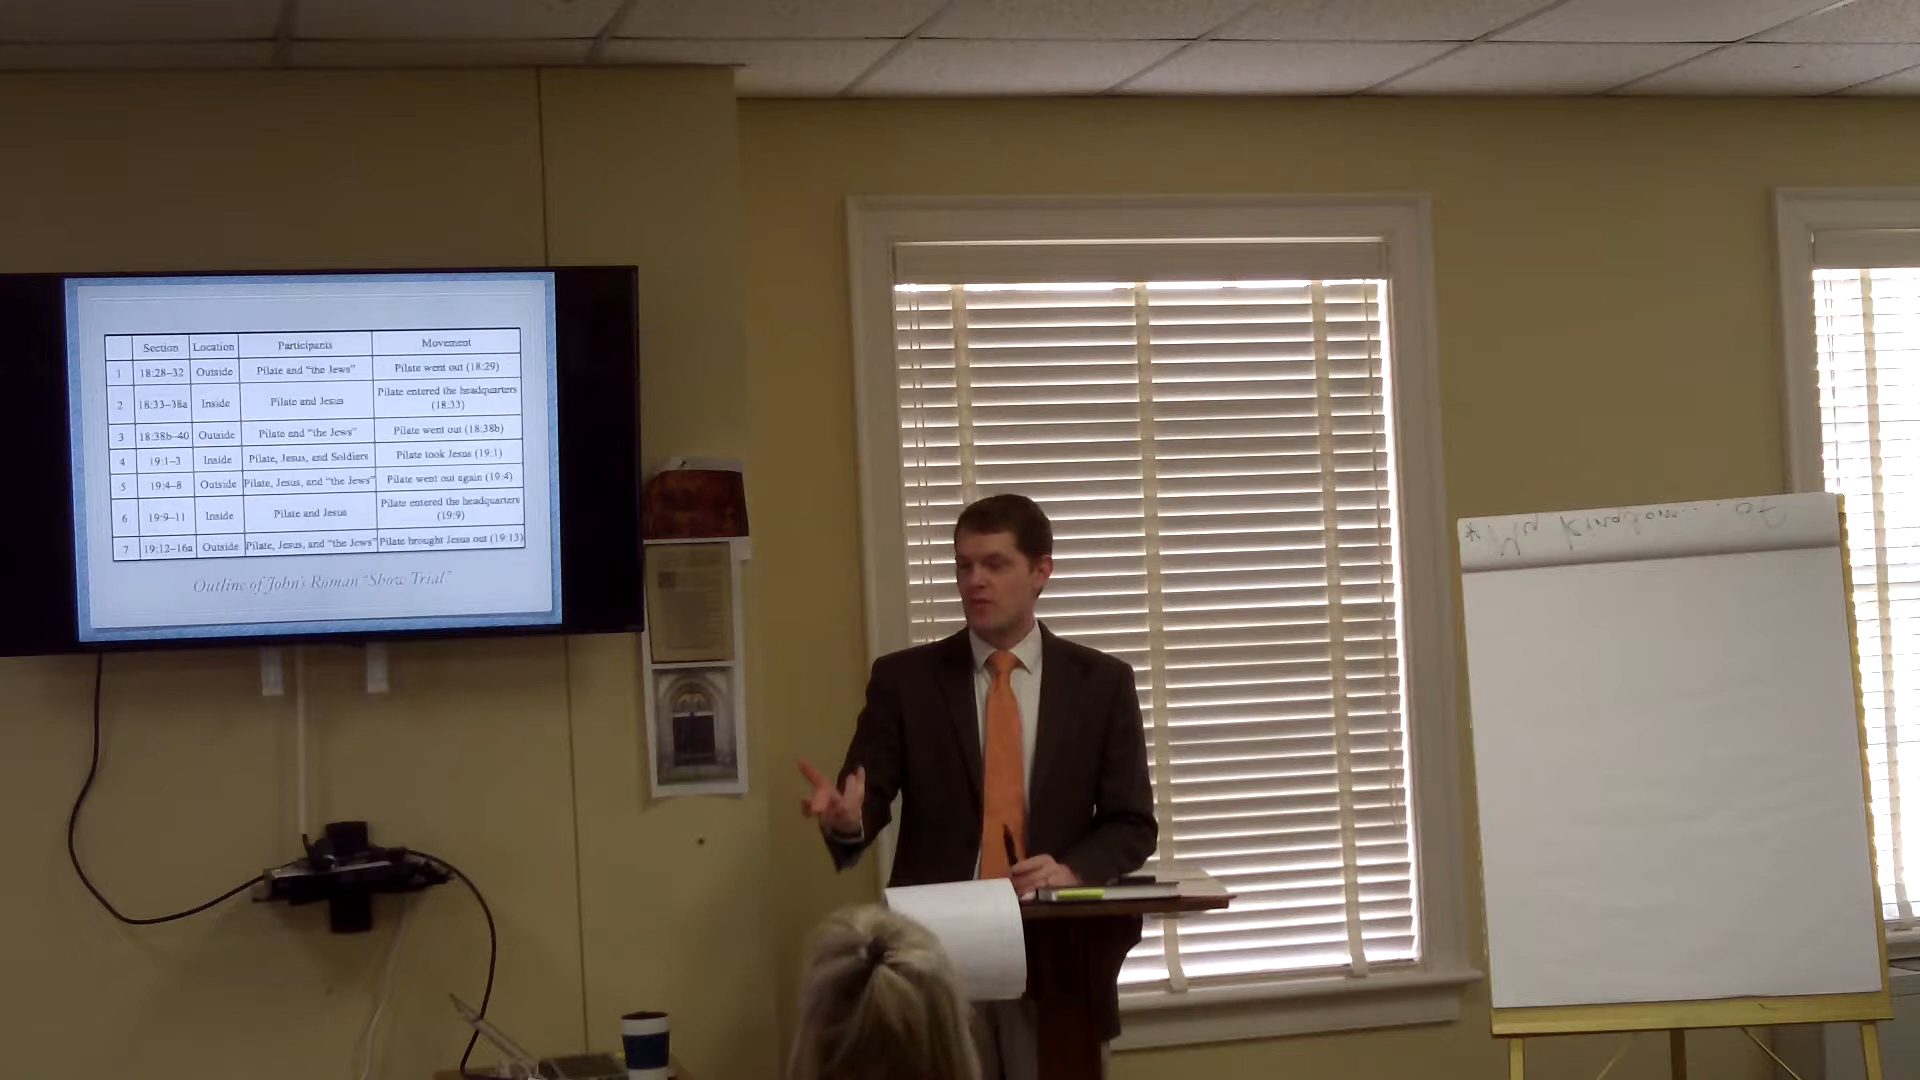 Section Location Participants Movement
1 18:28–32 Outside Pilate and "the Jews" Pilate went out (18:29)
2 18:33–38a Inside Pilate and Jesus Pilate entered the headquarters
(18:33)
3 18:38b–40 Outside Pilate and "the Jews" Pilate went out (18:38b)
4 19:1–3 Inside Pilate, Jesus, and Soldiers Pilate took Jesus (19:1)
5 19:4–8 Outside Pilate, Jesus, and "the Jews" Pilate went out again (19:4)
6 19:9–11 Inside Pilate and Jesus Pilate entered the headquarters
(19:9)
7 19:12–16a Outside Pilate, Jesus, and "the Jews" Pilate brought Jesus out (19:13)
Outline of John's Roman "Show Trial"
* My Kingdom... of